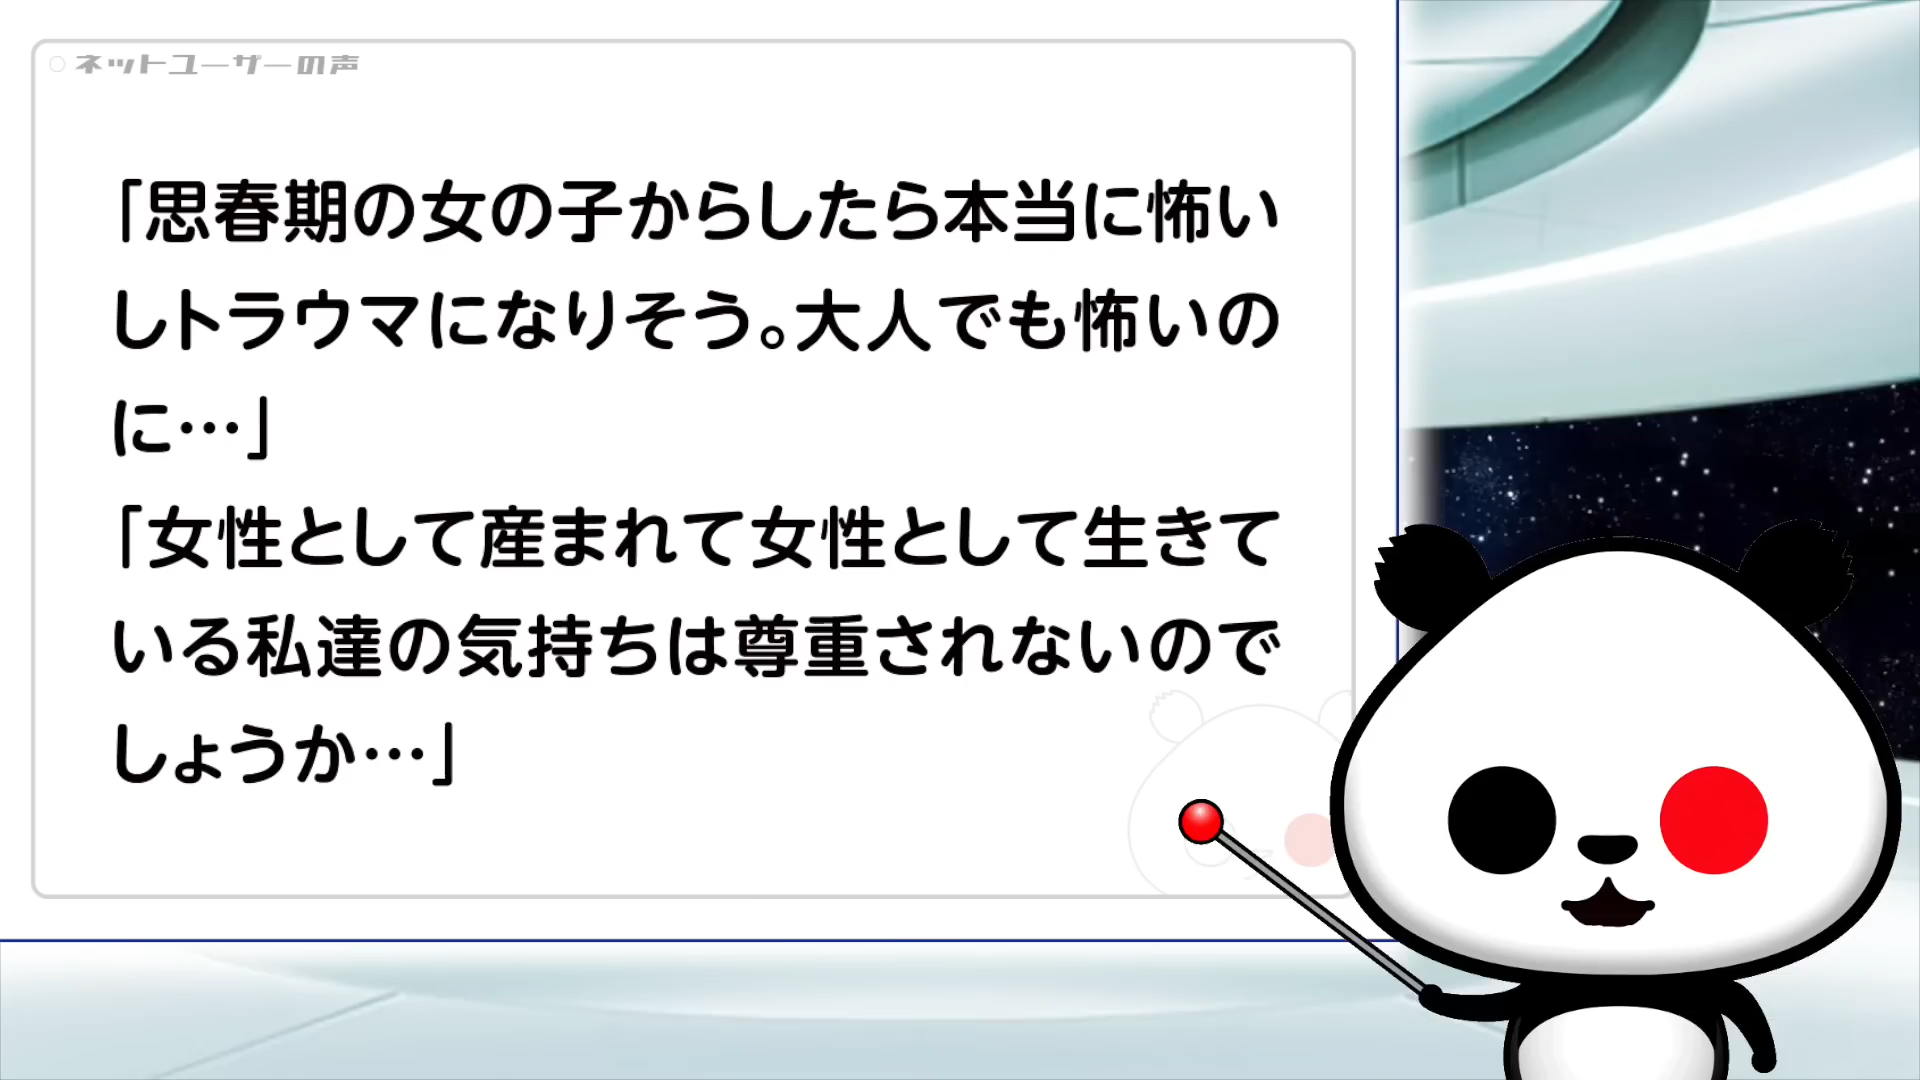 ネットユーザーの声
「思春期の女の子からしたら本当に怖い
しトラウマになりそう。大人でも怖いの
に…」
「女性として産まれて女性として生きて
いる私達の気持ちは尊重されないので
しょうか…」